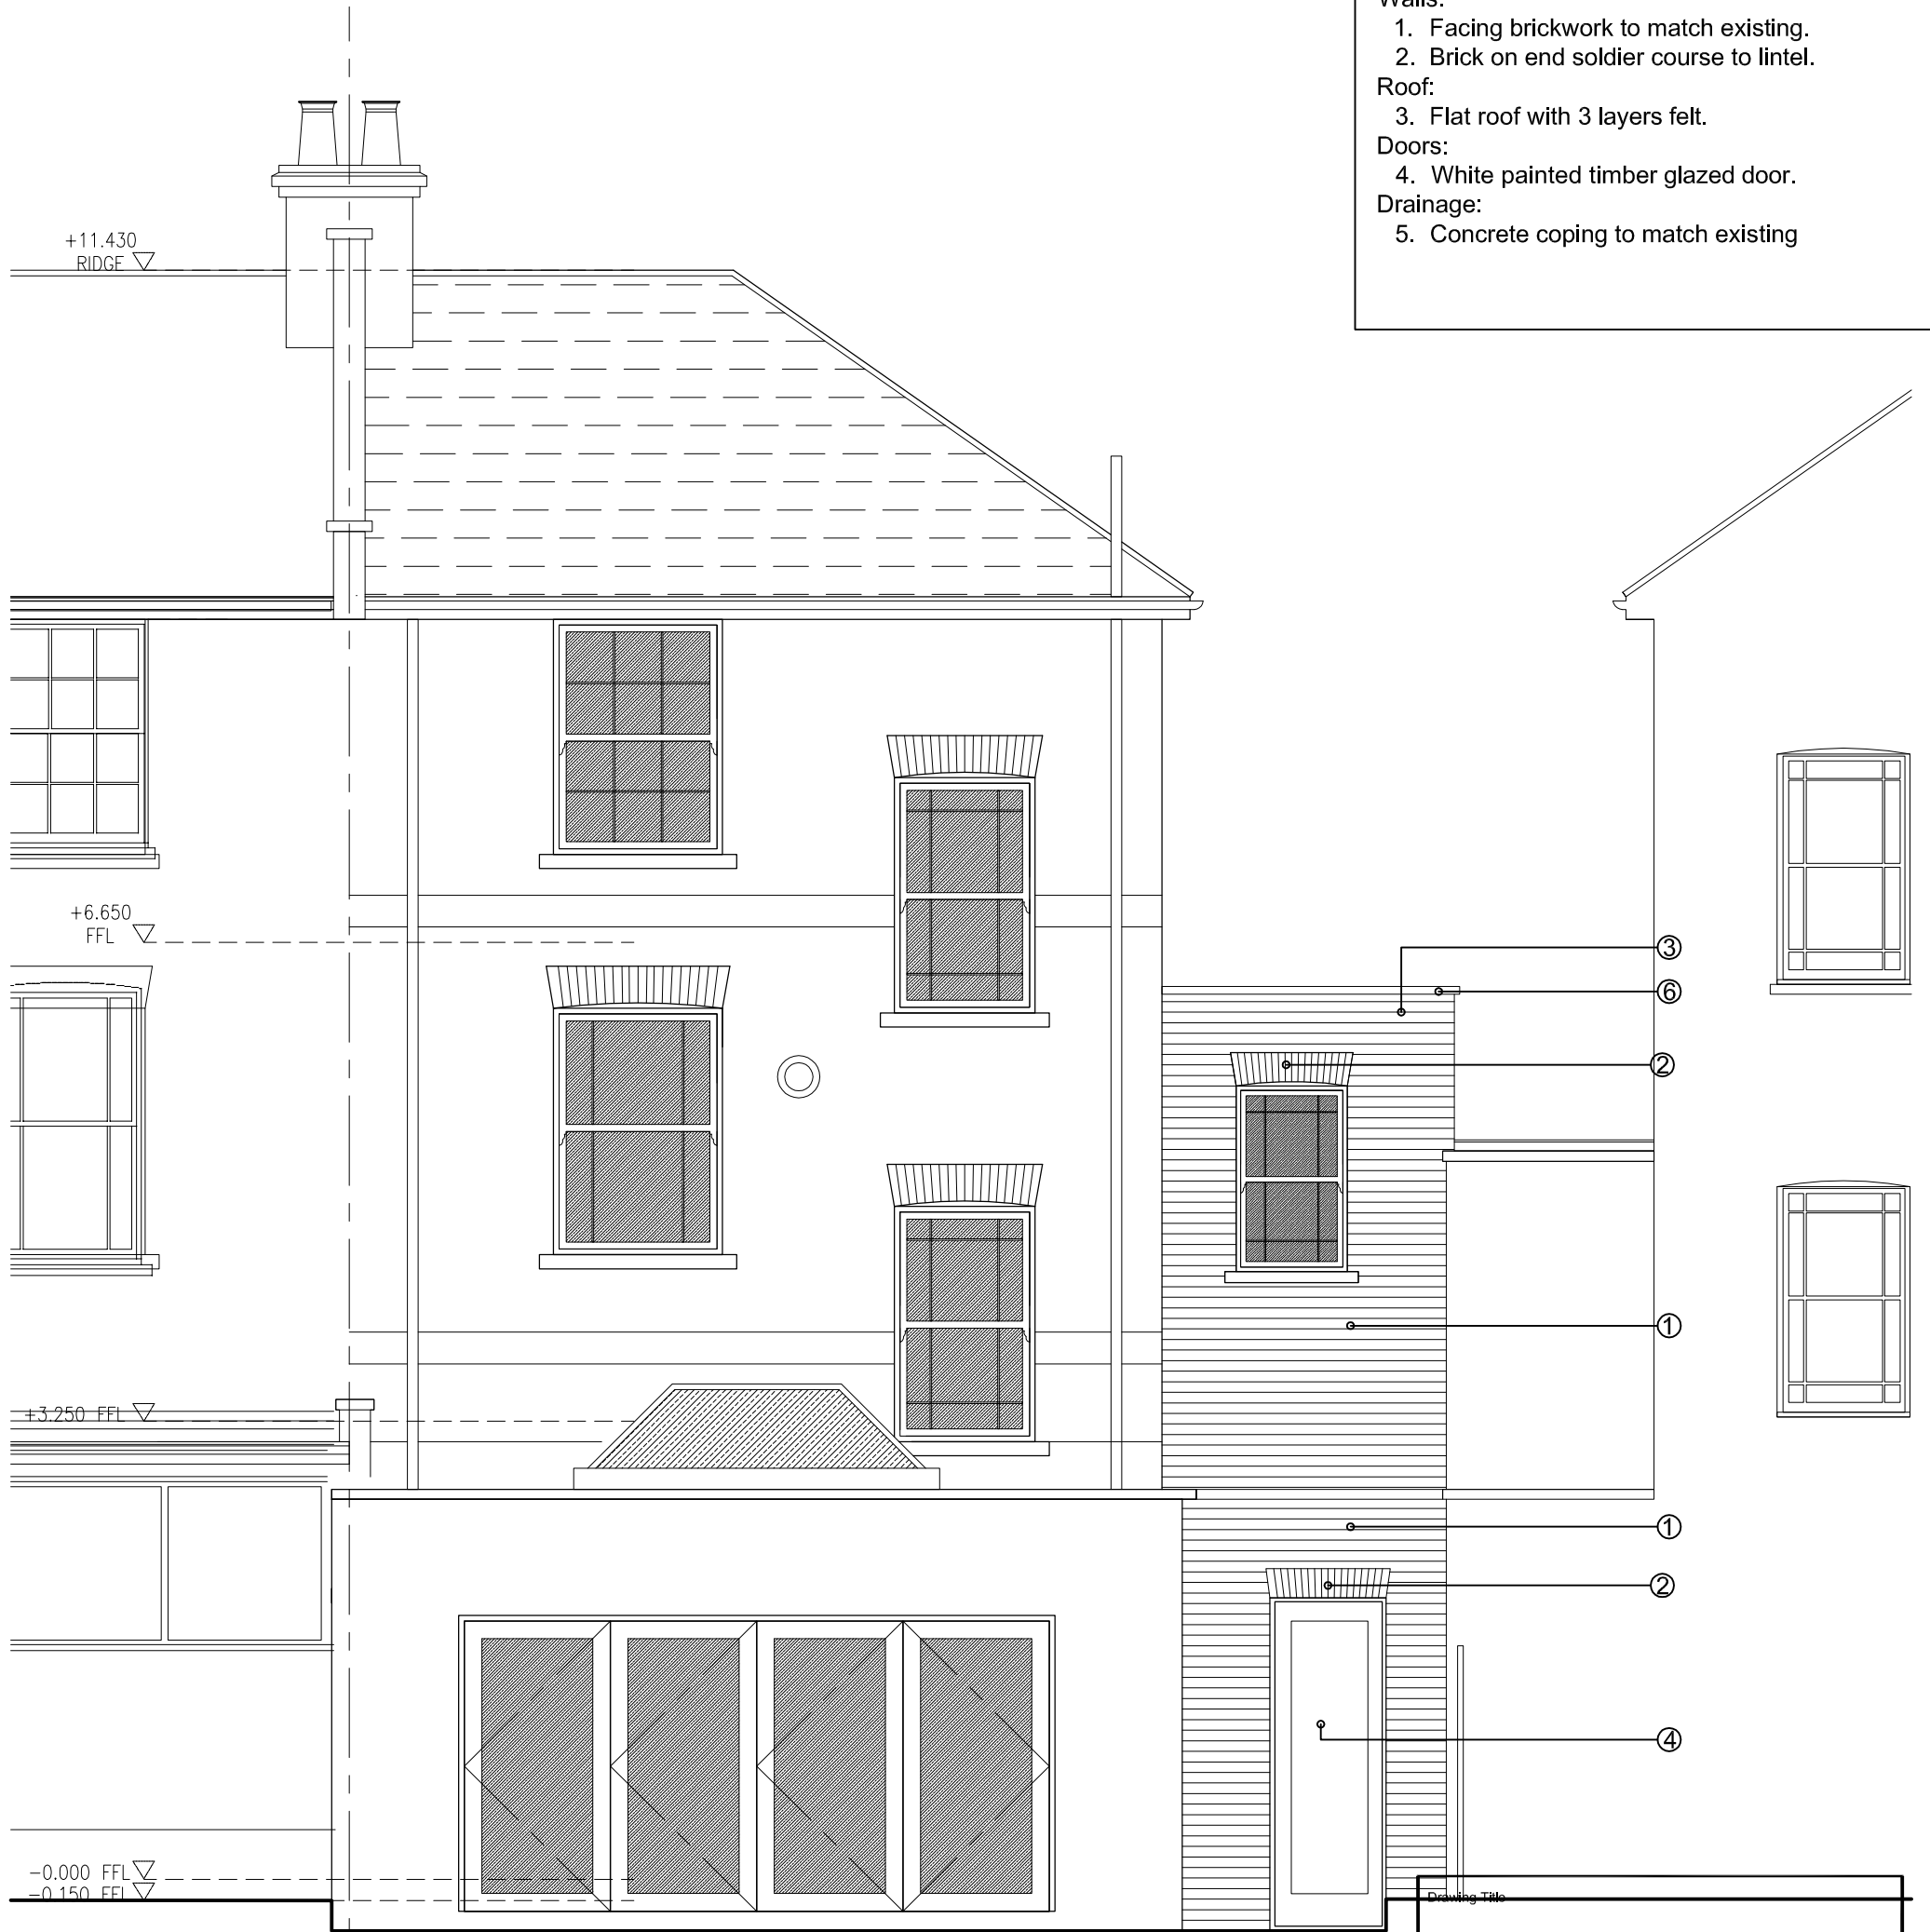 Walls:
1. Facing brickwork to match existing.
2. Brick on end soldier course to lintel.
Roof:
3. Flat roof with 3 layers felt.
Doors:
4. White painted timber glazed door.
Drainage:
5. Concrete coping to match existing
+11.430
RIDGE
+6.650
FFL
3
6
2
1
+3.250 FFL
1
2
4
-0.000 FFL
-0.150 FFL
Drawing Title